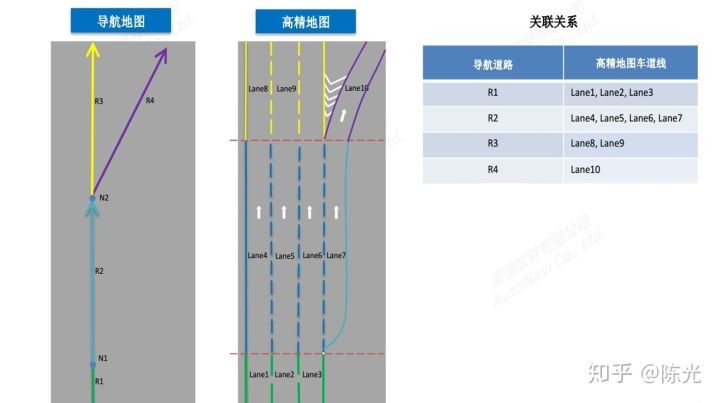 导航地图
高精地图
关联关系
R3
R4
N2
R2
N1
R1
Lane8
Lane9
Lane10
Lane4
Lane5
Lane6
Lane7
Lane1
Lane2
Lane3
导航道路 高精地图车道线
R1 Lane1, Lane2, Lane3
R2 Lane4, Lane5, Lane6, Lane7
R3 Lane8, Lane9
R4 Lane10
高德软件有限公司
AutoNavi Co., Ltd.
知乎 @陈光